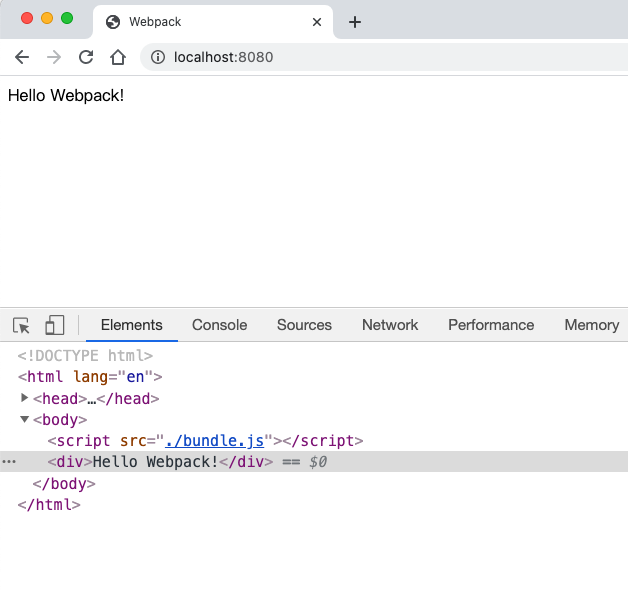 Webpack
localhost:8080
Hello Webpack!
Elements Console Sources Network Performance Memory
<!DOCTYPE html>
<html lang="en">
<head>…</head>
<body>
<script src="./bundle.js"></script>
<div>Hello Webpack!</div> == $0
</body>
</html>